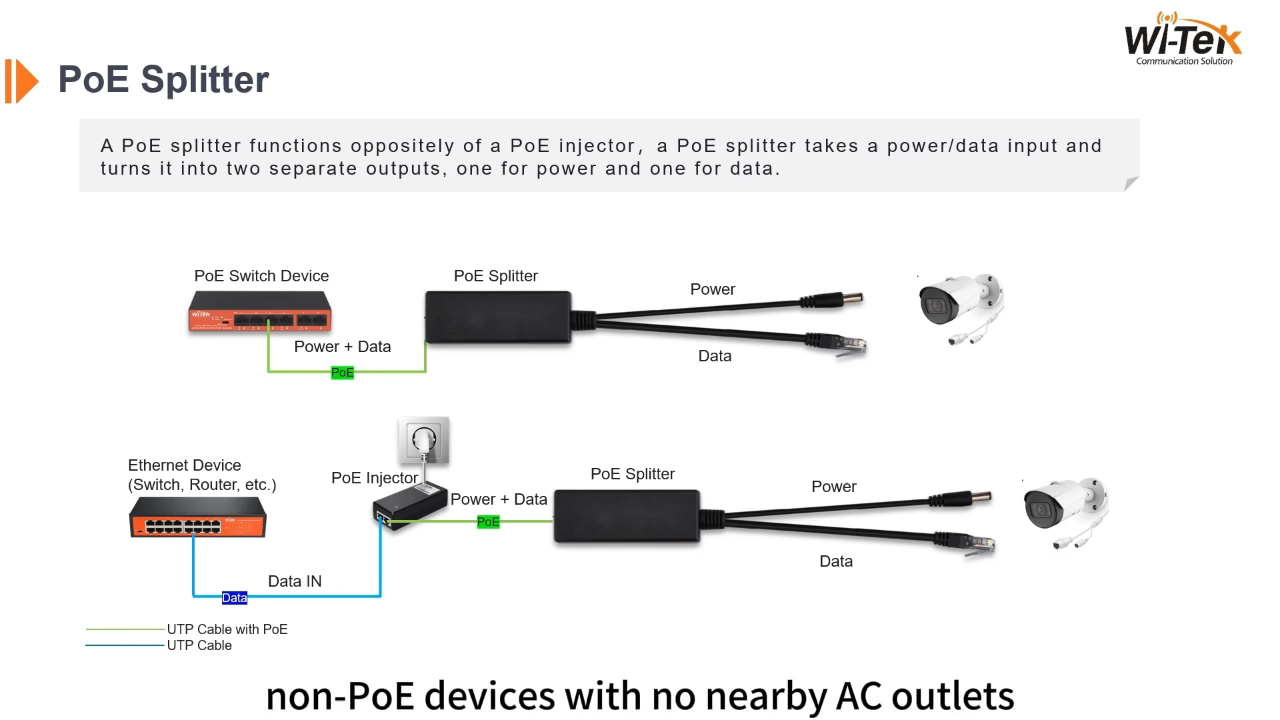 Wi-Tek
Communication Solution
PoE Splitter
A PoE splitter functions oppositely of a PoE injector, a PoE splitter takes a power/data input and
turns it into two separate outputs, one for power and one for data.
PoE Switch Device
PoE Splitter
Power
Wi-Tek
Power + Data
Data
PoE
Ethernet Device
(Switch, Router, etc.)
PoE Injector
Power + Data
PoE Splitter
Power
PoE
Data
Data IN
Data
UTP Cable with PoE
UTP Cable
non-PoE devices with no nearby AC outlets